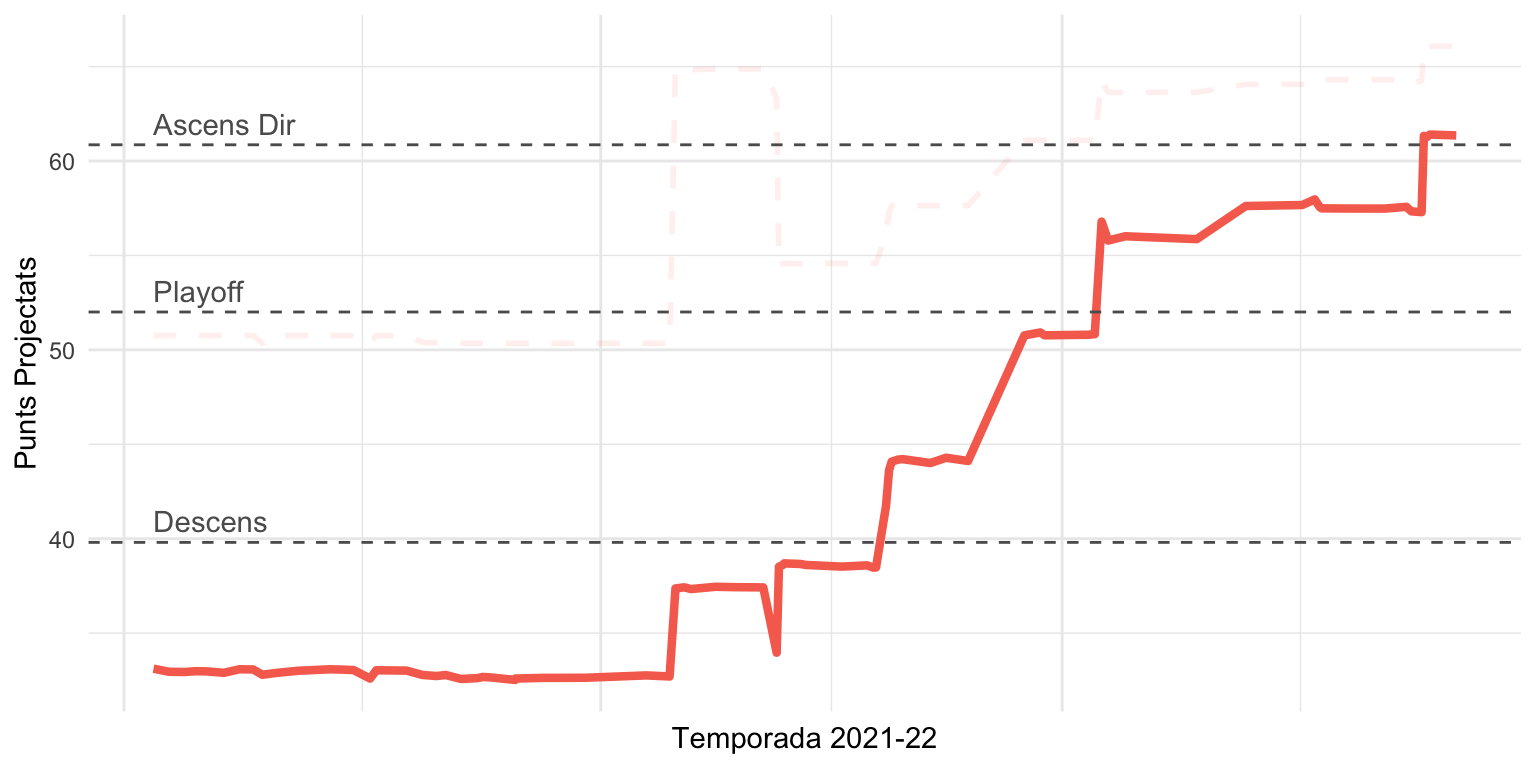 Ascens Dir
60
Playoff
50
Descens
40
Punts Projectats
Temporada 2021-22